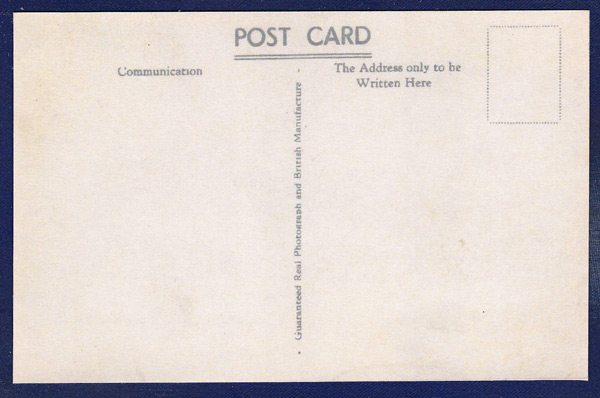 POST CARD
Communication
The Address only to be
Written Here
Guaranteed Real Photograph and British Manufacture